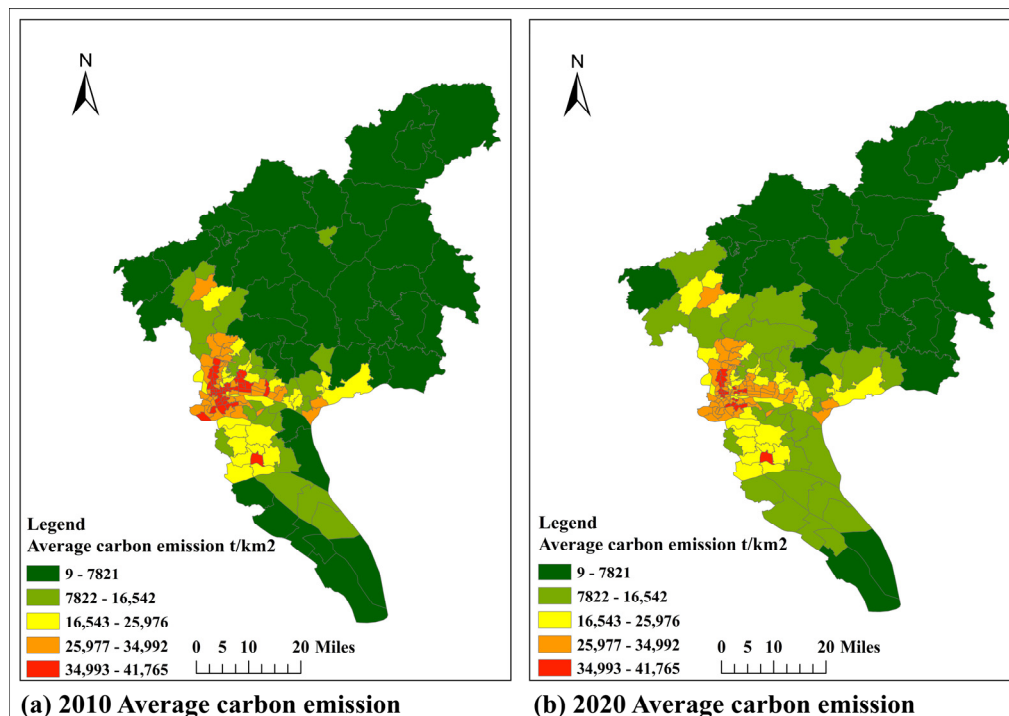 N
Legend
Average carbon emission t/km2
9 - 7821
7822 - 16,542
16,543 - 25,976
25,977 - 34,992
34,993 - 41,765
0 5 10 20 Miles
(a) 2010 Average carbon emission
N
Legend
Average carbon emission t/km2
9 - 7821
7822 - 16,542
16,543 - 25,976
25,977 - 34,992
34,993 - 41,765
0 5 10 20 Miles
(b) 2020 Average carbon emission